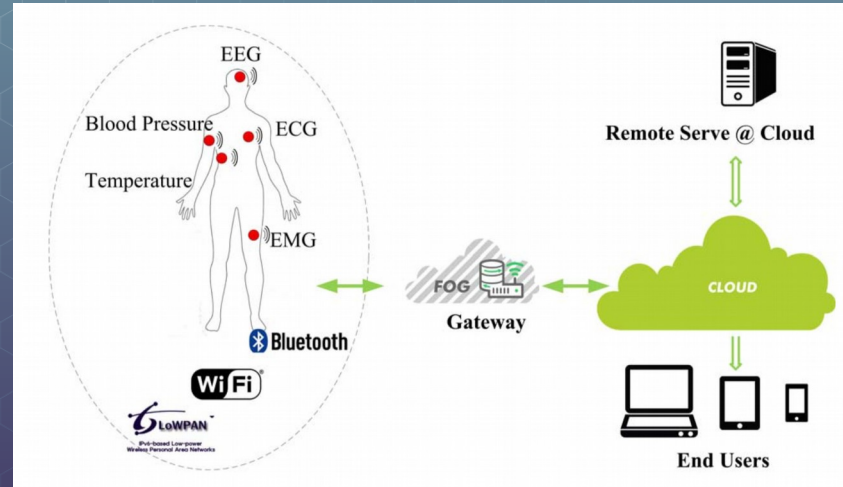 EEG
Blood Pressure
ECG
Temperature
EMG
Bluetooth
WiFi
6LoWPAN
IPv6-based Low-power
Wireless Personal Area Networks
FOG
Gateway
Remote Serve @ Cloud
CLOUD
End Users